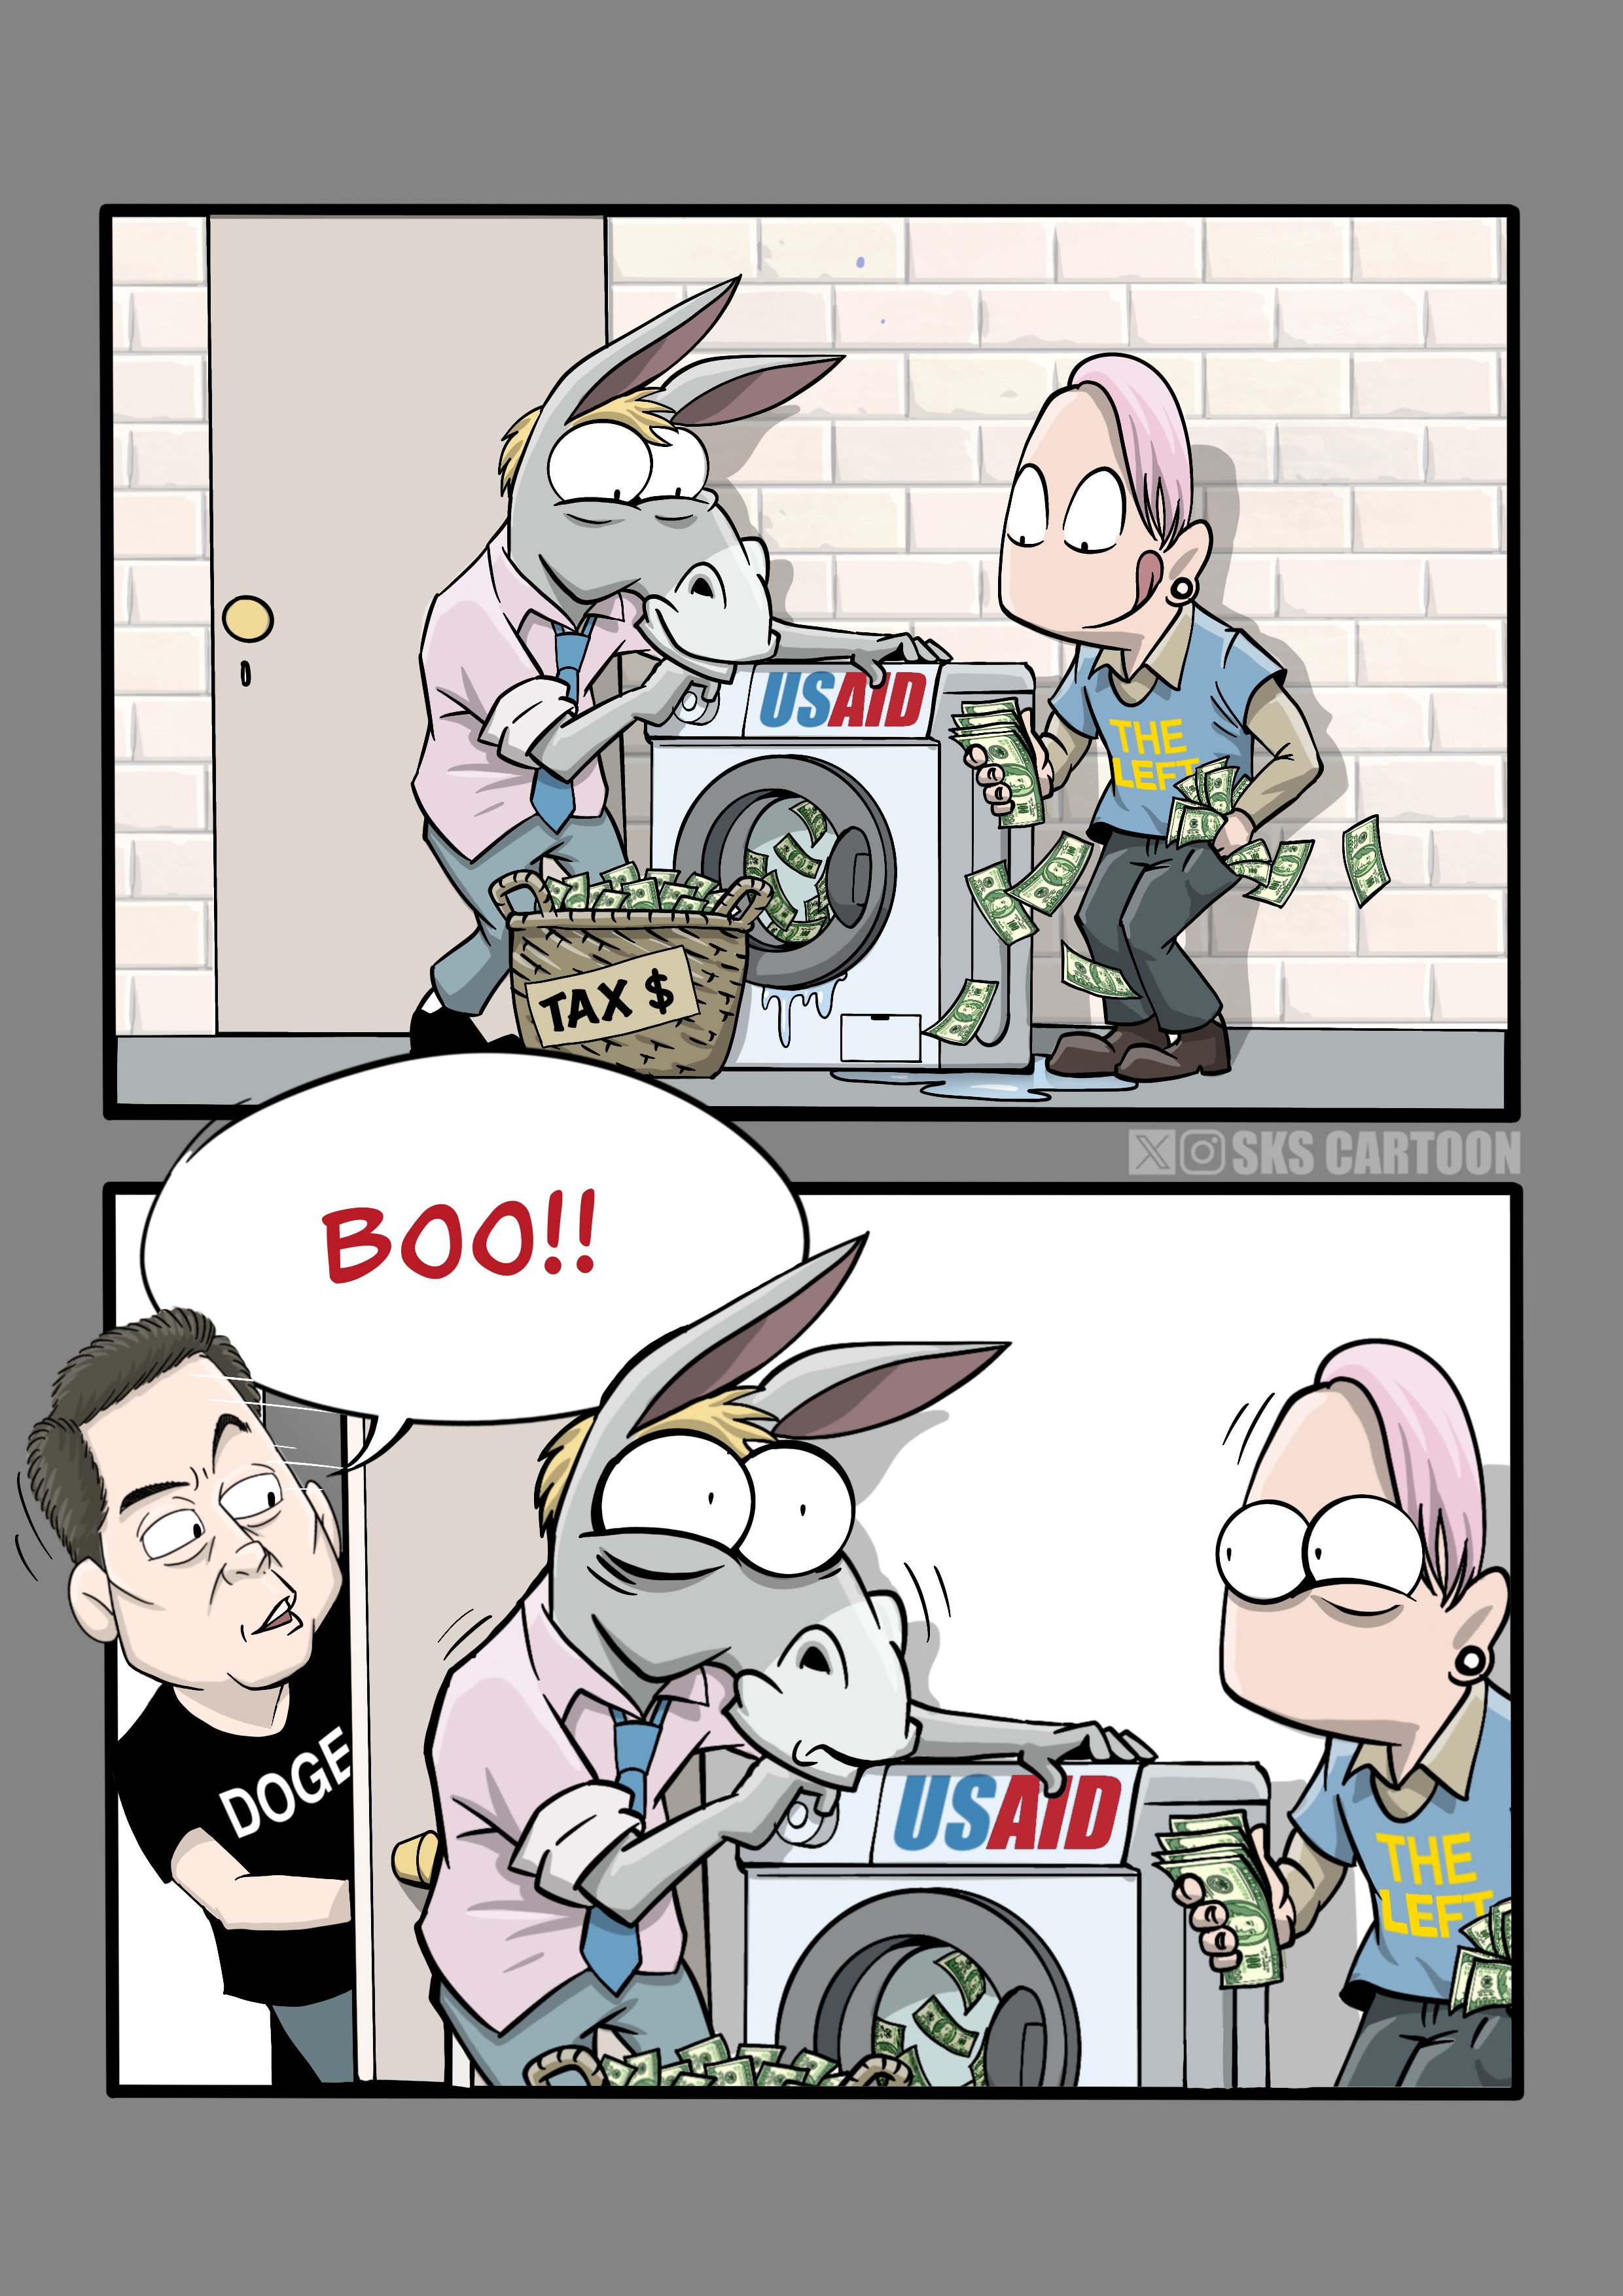 USAID
THE
LEFT
TAX $
SKS CARTOON
BOO!!
DOGE
USAID
THE
LEFT